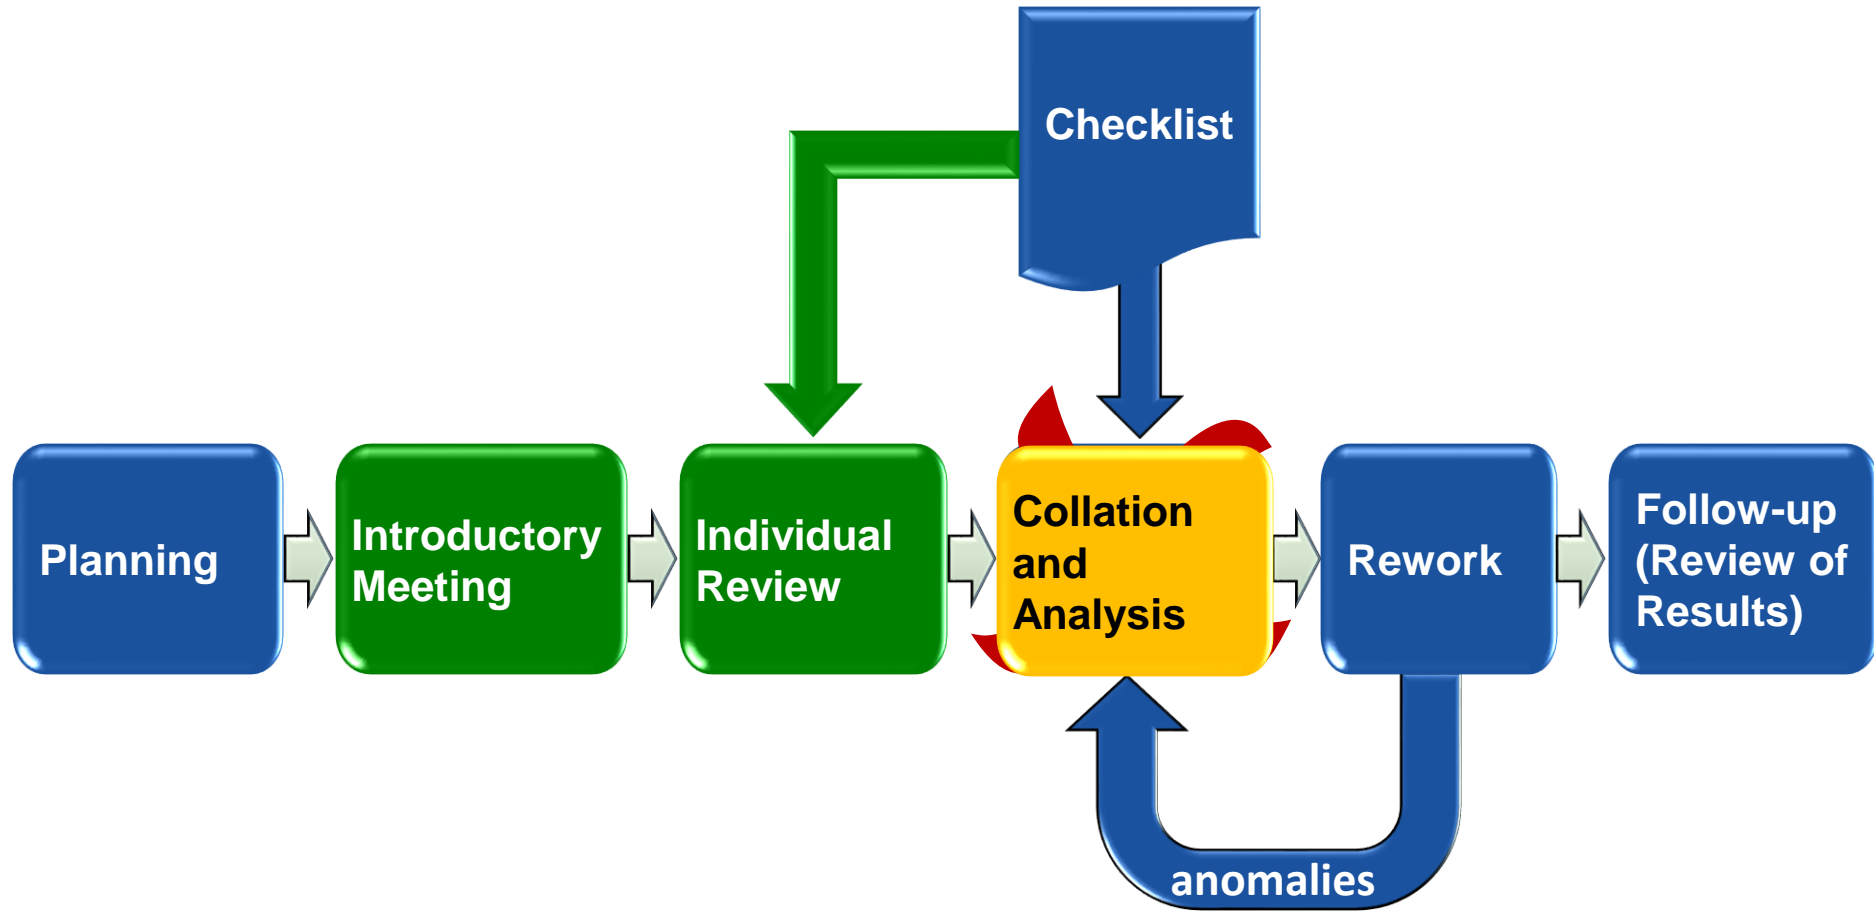 Checklist
Planning
Introductory
Meeting
Individual
Review
Collation
and
Analysis
Rework
Follow-up
(Review of
Results)
anomalies